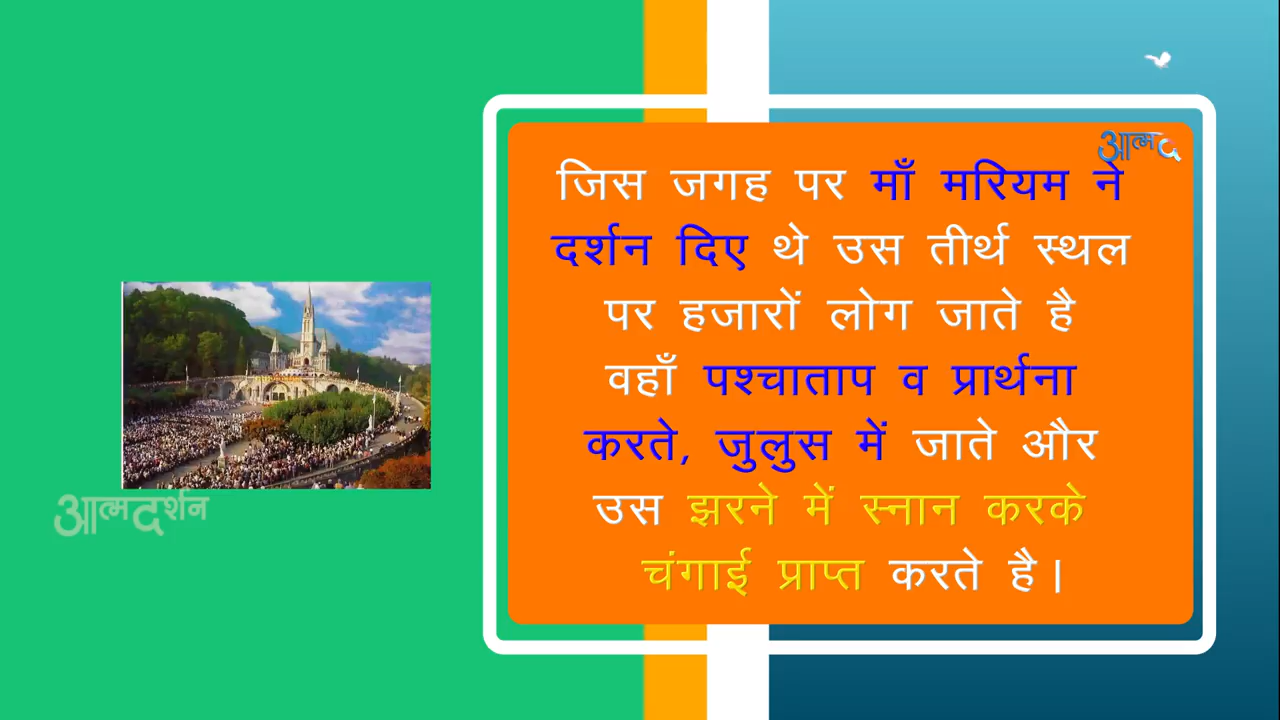 जिस जगह पर माँ मरियम ने
दर्शन दिए थे उस तीर्थ स्थल
पर हजारों लोग जाते है
वहाँ पश्चाताप व प्रार्थना
करते, जुलुस में जाते और
उस झरने में स्नान करके
चंगाई प्राप्त करते है|
आत्मदर्शन